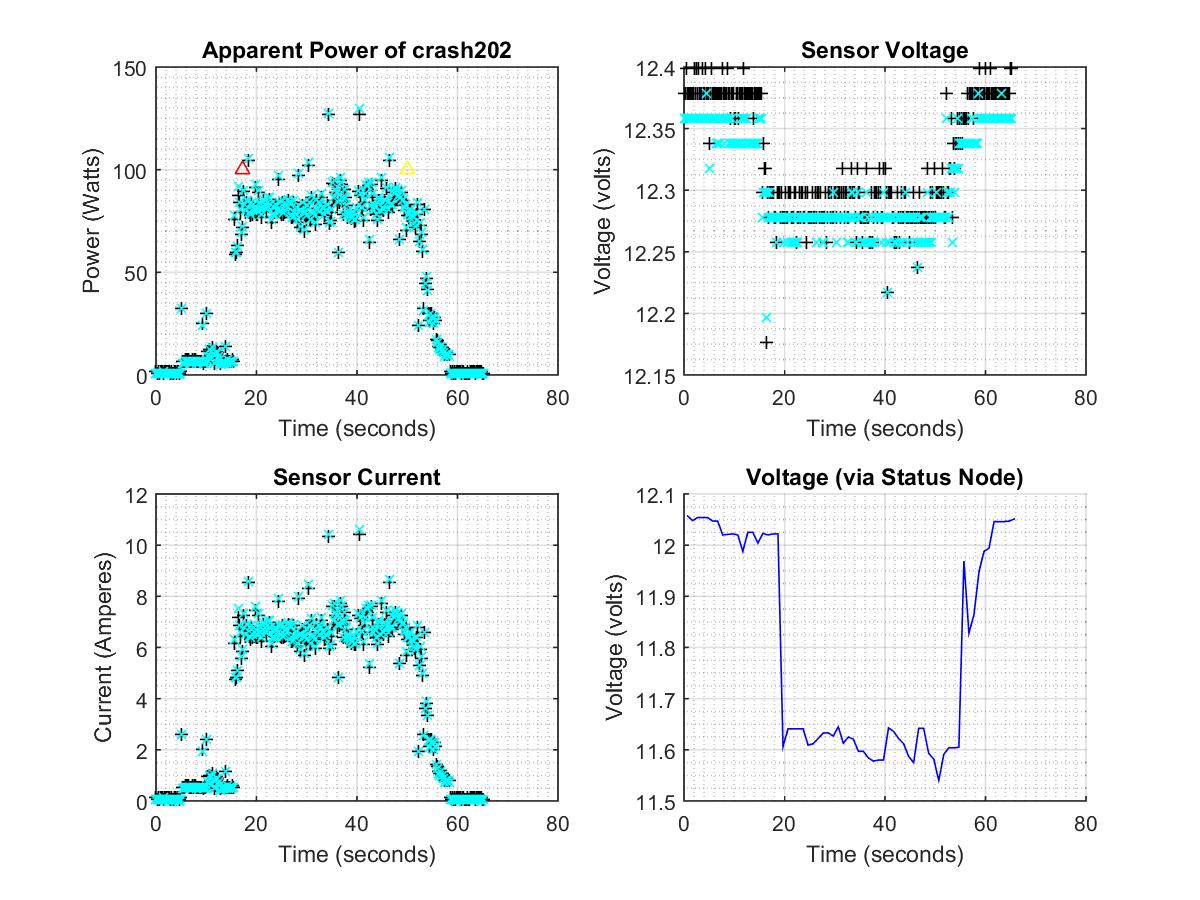 Apparent Power of crash202
150
100
50
0
0 20 40 60 80
Power (Watts)
Time (seconds)
Sensor Voltage
12.4
12.35
12.3
12.25
12.2
12.15
0 20 40 60 80
Voltage (volts)
Time (seconds)
Sensor Current
12
10
8
6
4
2
0
0 20 40 60 80
Current (Amperes)
Time (seconds)
Voltage (via Status Node)
12.1
12
11.9
11.8
11.7
11.6
11.5
0 20 40 60 80
Voltage (volts)
Time (seconds)